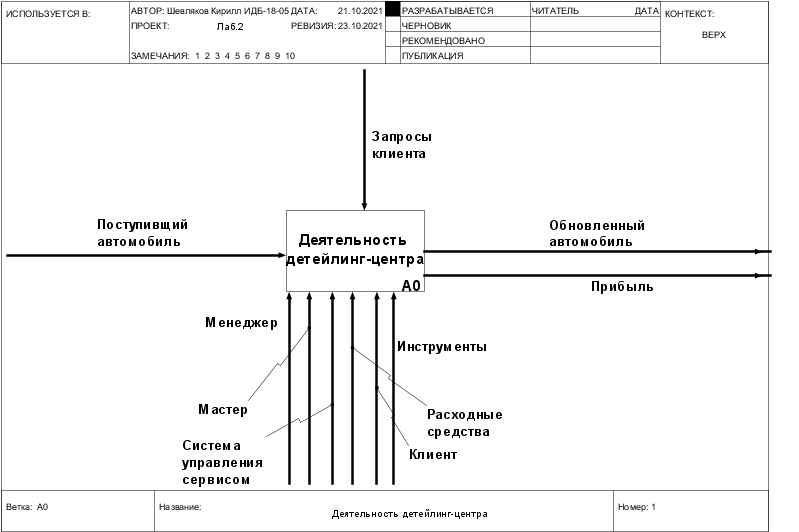 ИСПОЛЬЗУЕТСЯ В:
АВТОР: Шевляков Кирилл ИДБ-18-05 ДАТА: 21.10.2021
ПРОЕКТ: Лаб.2 РЕВИЗИЯ: 23.10.2021
ЗАМЕЧАНИЯ: 1 2 3 4 5 6 7 8 9 10
РАЗРАБАТЫВАЕТСЯ
ЧЕРНОВИК
РЕКОМЕНДОВАНО
ПУБЛИКАЦИЯ
ЧИТАТЕЛЬ ДАТА
КОНТЕКСТ:
ВЕРХ
Запросы
клиента
Поступивщий
автомобиль
Деятельность
детейлинг-центра
А0
Обновленный
автомобиль
Прибыль
Менеджер
Инструменты
Мастер
Расходные
средства
Система
управления
сервисом
Клиент
Ветка: А0
Название:
Деятельность детейлинг-центра
Номер: 1